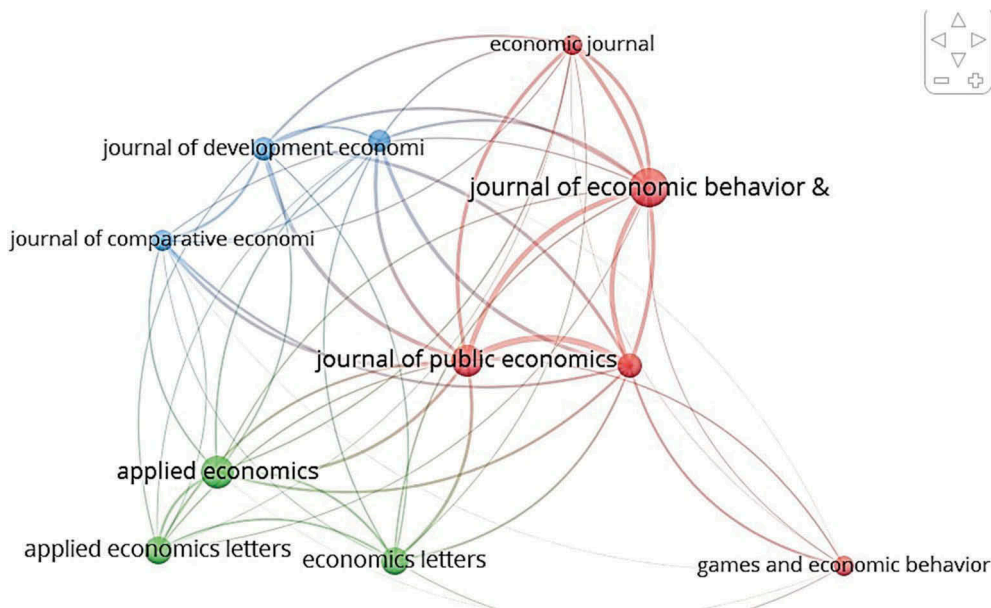 economic journal
journal of development economi
journal of economic behavior &
journal of comparative economi
journal of public economics
applied economics
applied economics letters
economics letters
games and economic behavior